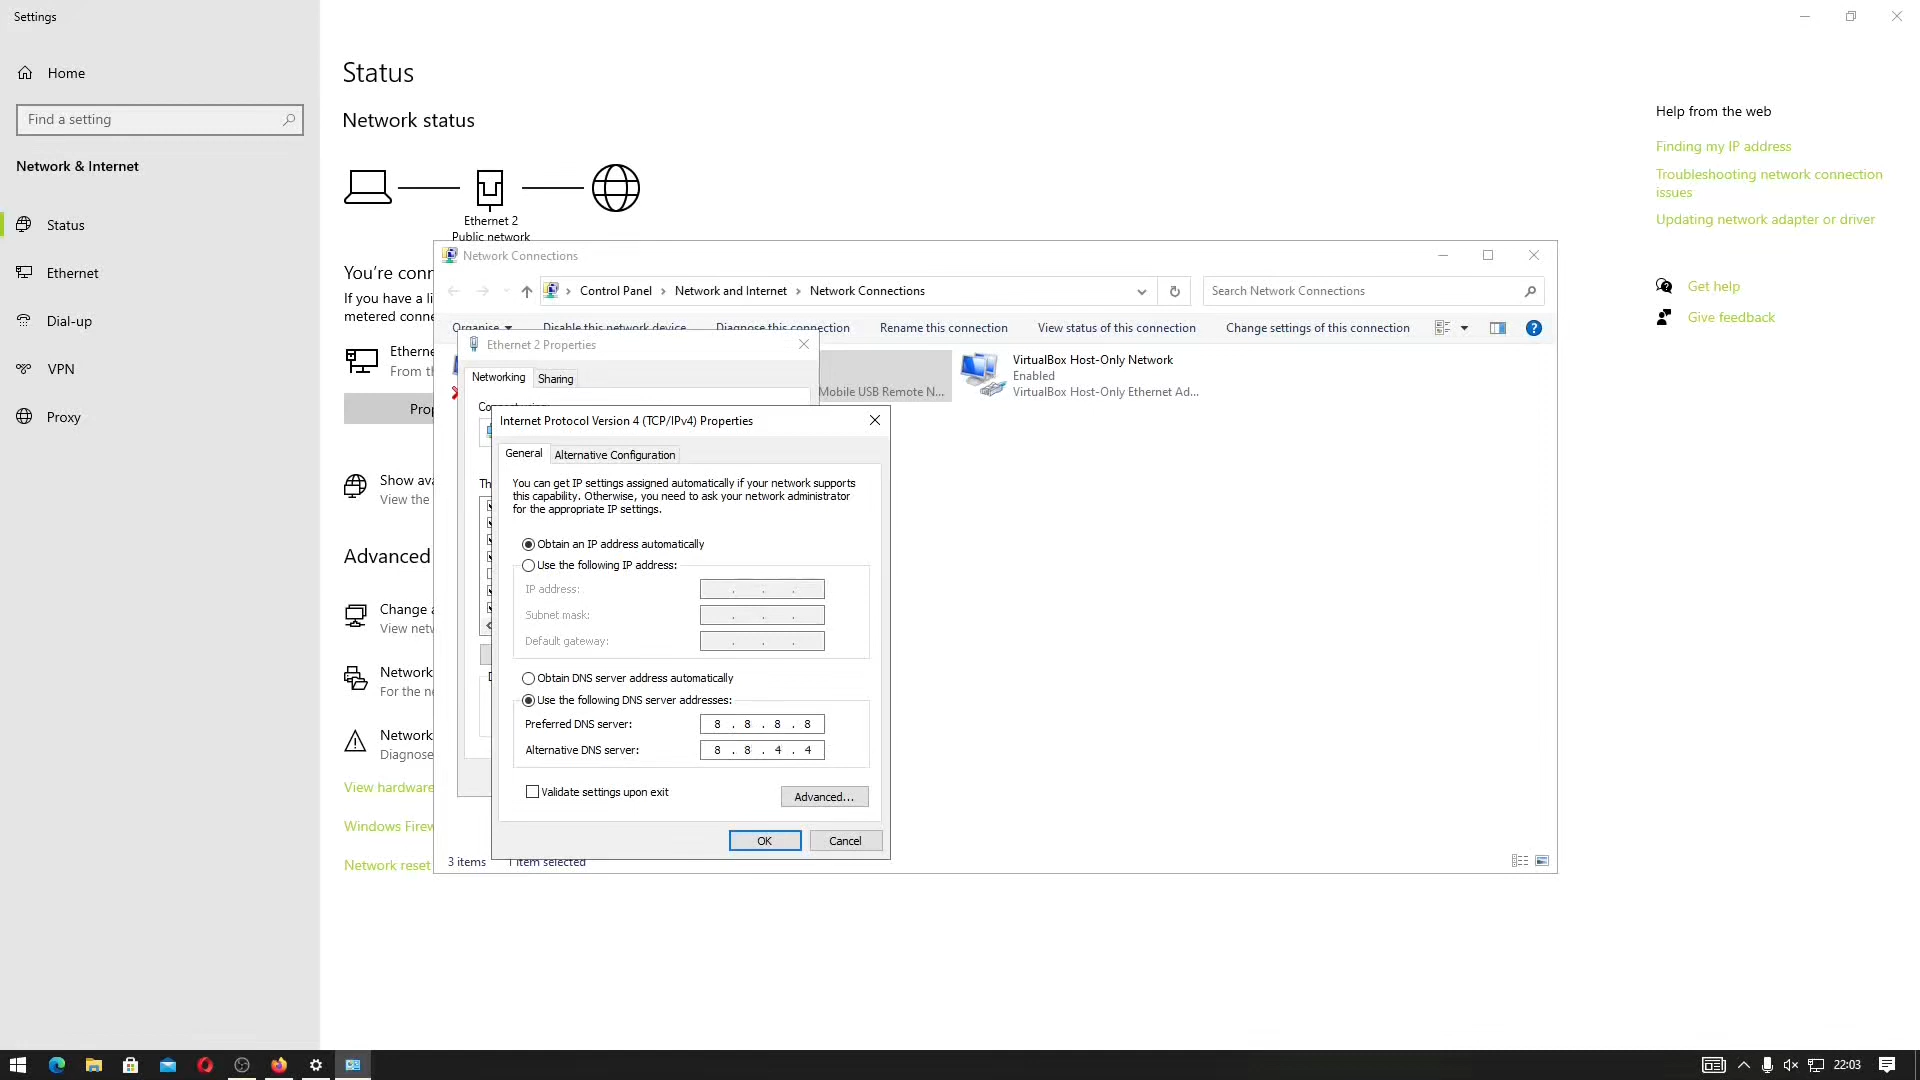 Settings
Home
Find a setting
Network & Internet
Status
Ethernet
Dial-up
VPN
Proxy
Status
Network status
Ethernet 2
Public network
You're conn
If you have a li
metered conne
Etherne
From th
Prop
Show ava
View the
Advanced
Change a
View netw
Network
For the ne
Network
Diagnose
View hardware
Windows Firew
Network reset
Help from the web
Finding my IP address
Troubleshooting network connection
issues
Updating network adapter or driver
Get help
Give feedback
Network Connections
Control Panel > Network and Internet > Network Connections
Search Network Connections
Organise Disable this network device Diagnose this connection Rename this connection View status of this connection Change settings of this connection
Mobile USB Remote N...
VirtualBox Host-Only Network
Enabled
VirtualBox Host-Only Ethernet Ad...
3 items 1 item selected
Ethernet 2 Properties
Networking Sharing
Connect using:
Th
Internet Protocol Version 4 (TCP/IPv4) Properties
General Alternative Configuration
You can get IP settings assigned automatically if your network supports
this capability. Otherwise, you need to ask your network administrator
for the appropriate IP settings.
Obtain an IP address automatically
Use the following IP address:
IP address: . . .
Subnet mask: . . .
Default gateway: . . .
Obtain DNS server address automatically
Use the following DNS server addresses:
Preferred DNS server: 8 . 8 . 8 . 8
Alternative DNS server: 8 . 8 . 4 . 4
Validate settings upon exit
Advanced...
OK Cancel
22:03